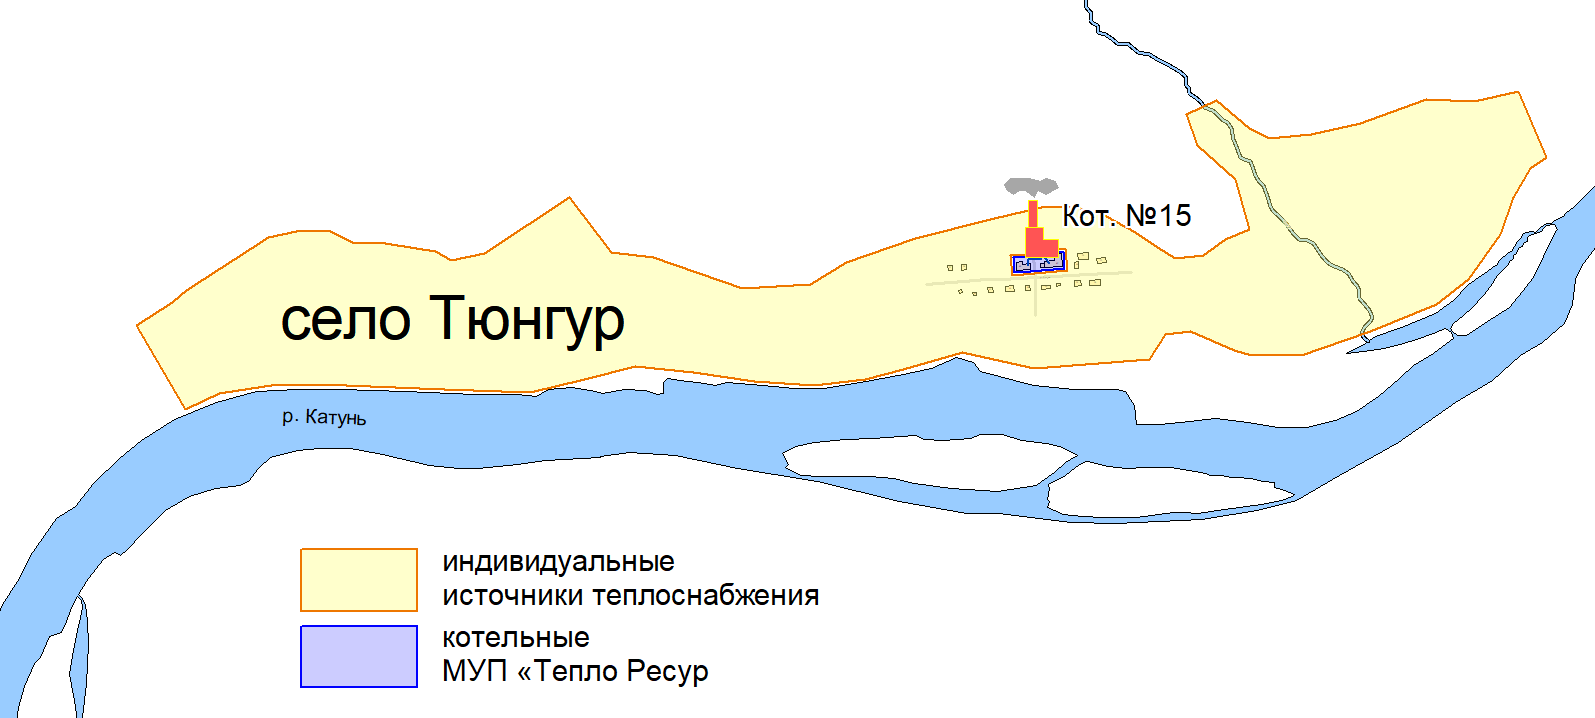 Кот. №15
село Тюнгур
р. Катунь
индивидуальные
источники теплоснабжения
котельные
МУП «Тепло Ресур